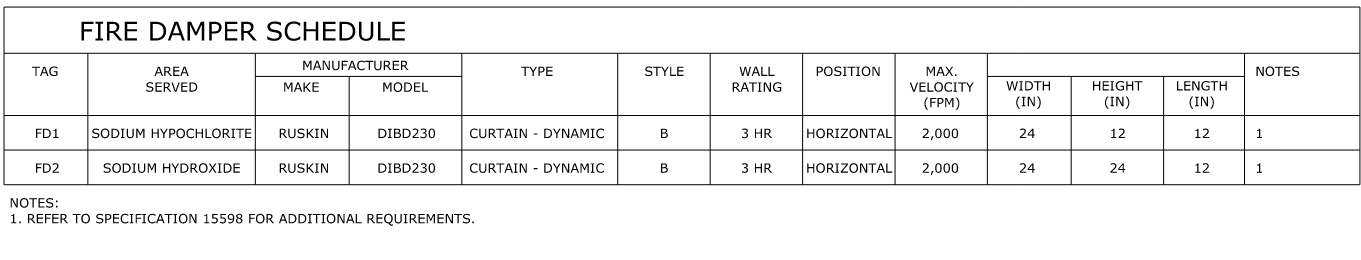 FIRE DAMPER SCHEDULE
TAG AREA SERVED MANUFACTURER MAKE MODEL TYPE STYLE WALL RATING POSITION MAX. VELOCITY (FPM) WIDTH (IN) HEIGHT (IN) LENGTH (IN) NOTES
FD1 SODIUM HYPOCHLORITE RUSKIN DIBD230 CURTAIN - DYNAMIC B 3 HR HORIZONTAL 2,000 24 12 12 1
FD2 SODIUM HYDROXIDE RUSKIN DIBD230 CURTAIN - DYNAMIC B 3 HR HORIZONTAL 2,000 24 24 12 1
NOTES:
1. REFER TO SPECIFICATION 15598 FOR ADDITIONAL REQUIREMENTS.